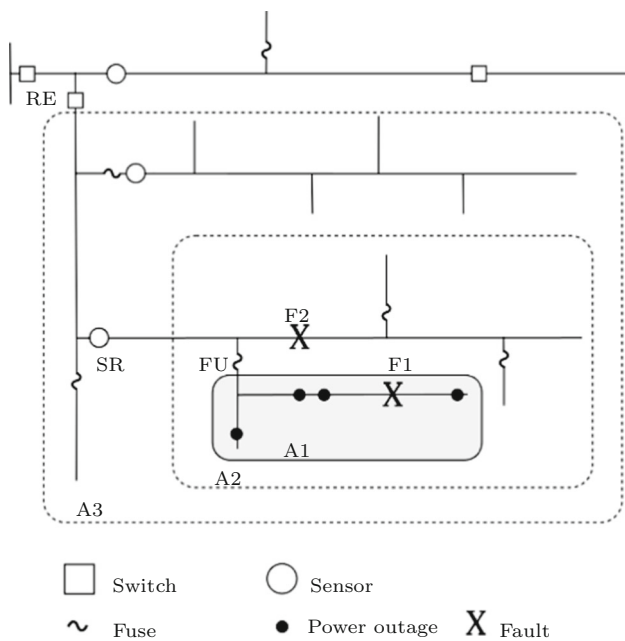 RE
F2
SR
FU
F1
A1
A2
A3
Switch
Sensor
Fuse
Power outage
X Fault